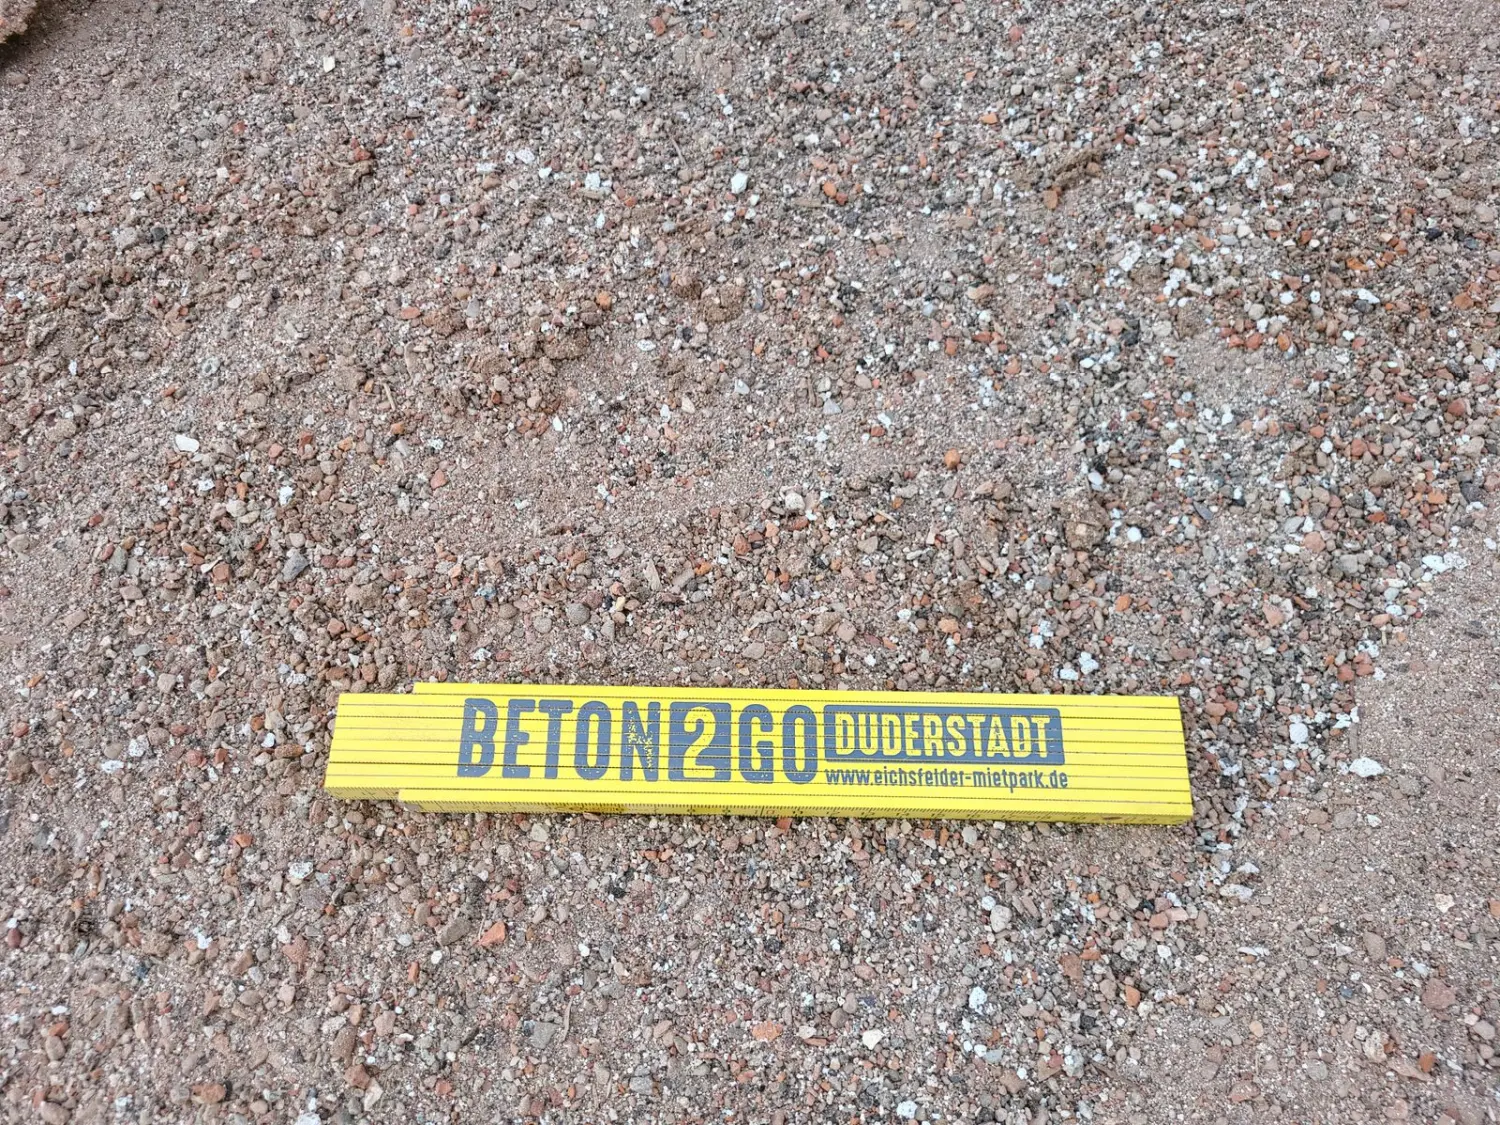 BETON2GO DUDERSTADT
www.eichsfelder-mietpark.de